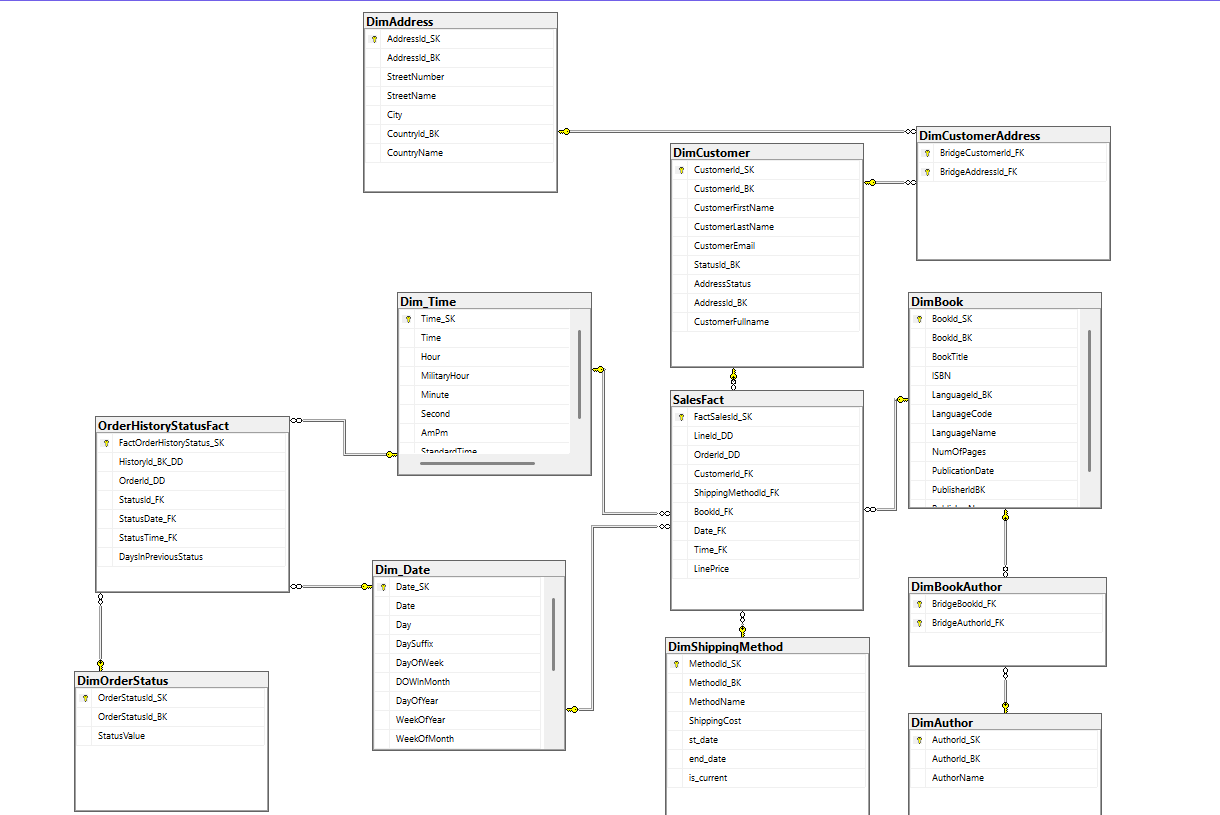 DimAddress
AddressId_SK
AddressId_BK
StreetNumber
StreetName
City
CountryId_BK
CountryName
DimCustomerAddress
BridgeCustomerId_FK
BridgeAddressId_FK
DimCustomer
CustomerId_SK
CustomerId_BK
CustomerFirstName
CustomerLastName
CustomerEmail
StatusId_BK
AddressStatus
AddressId_BK
CustomerFullname
Dim_Time
Time_SK
Time
Hour
MilitaryHour
Minute
Second
AmPm
StandardTime
DimBook
BookId_SK
BookId_BK
BookTitle
ISBN
LanguageId_BK
LanguageCode
LanguageName
NumOfPages
PublicationDate
PublisherIdBK
OrderHistoryStatusFact
FactOrderHistoryStatus_SK
HistoryId_BK_DD
OrderId_DD
StatusId_FK
StatusDate_FK
StatusTime_FK
DaysInPreviousStatus
SalesFact
FactSalesId_SK
LineId_DD
OrderId_DD
CustomerId_FK
ShippingMethodId_FK
BookId_FK
Date_FK
Time_FK
LinePrice
Dim_Date
Date_SK
Date
Day
DaySuffix
DayOfWeek
DOWInMonth
DayOfYear
WeekOfYear
WeekOfMonth
DimBookAuthor
BridgeBookId_FK
BridgeAuthorId_FK
DimOrderStatus
OrderStatusId_SK
OrderStatusId_BK
StatusValue
DimShippingMethod
MethodId_SK
MethodId_BK
MethodName
ShippingCost
st_date
end_date
is_current
DimAuthor
AuthorId_SK
AuthorId_BK
AuthorName